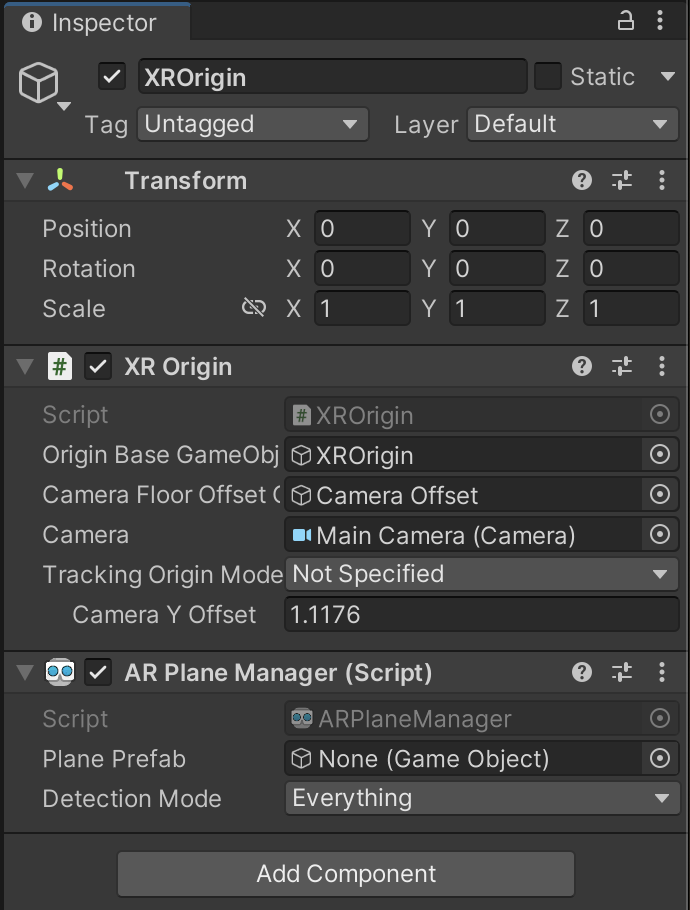 Inspector
XROrigin Static
Tag Untagged Layer Default
Transform
Position X 0 Y 0 Z 0
Rotation X 0 Y 0 Z 0
Scale X 1 Y 1 Z 1
# XR Origin
Script # XROrigin
Origin Base GameObj XROrigin
Camera Floor Offset Camera Offset
Camera Main Camera (Camera)
Tracking Origin Mode Not Specified
Camera Y Offset 1.1176
AR Plane Manager (Script)
Script ARPlaneManager
Plane Prefab None (Game Object)
Detection Mode Everything
Add Component